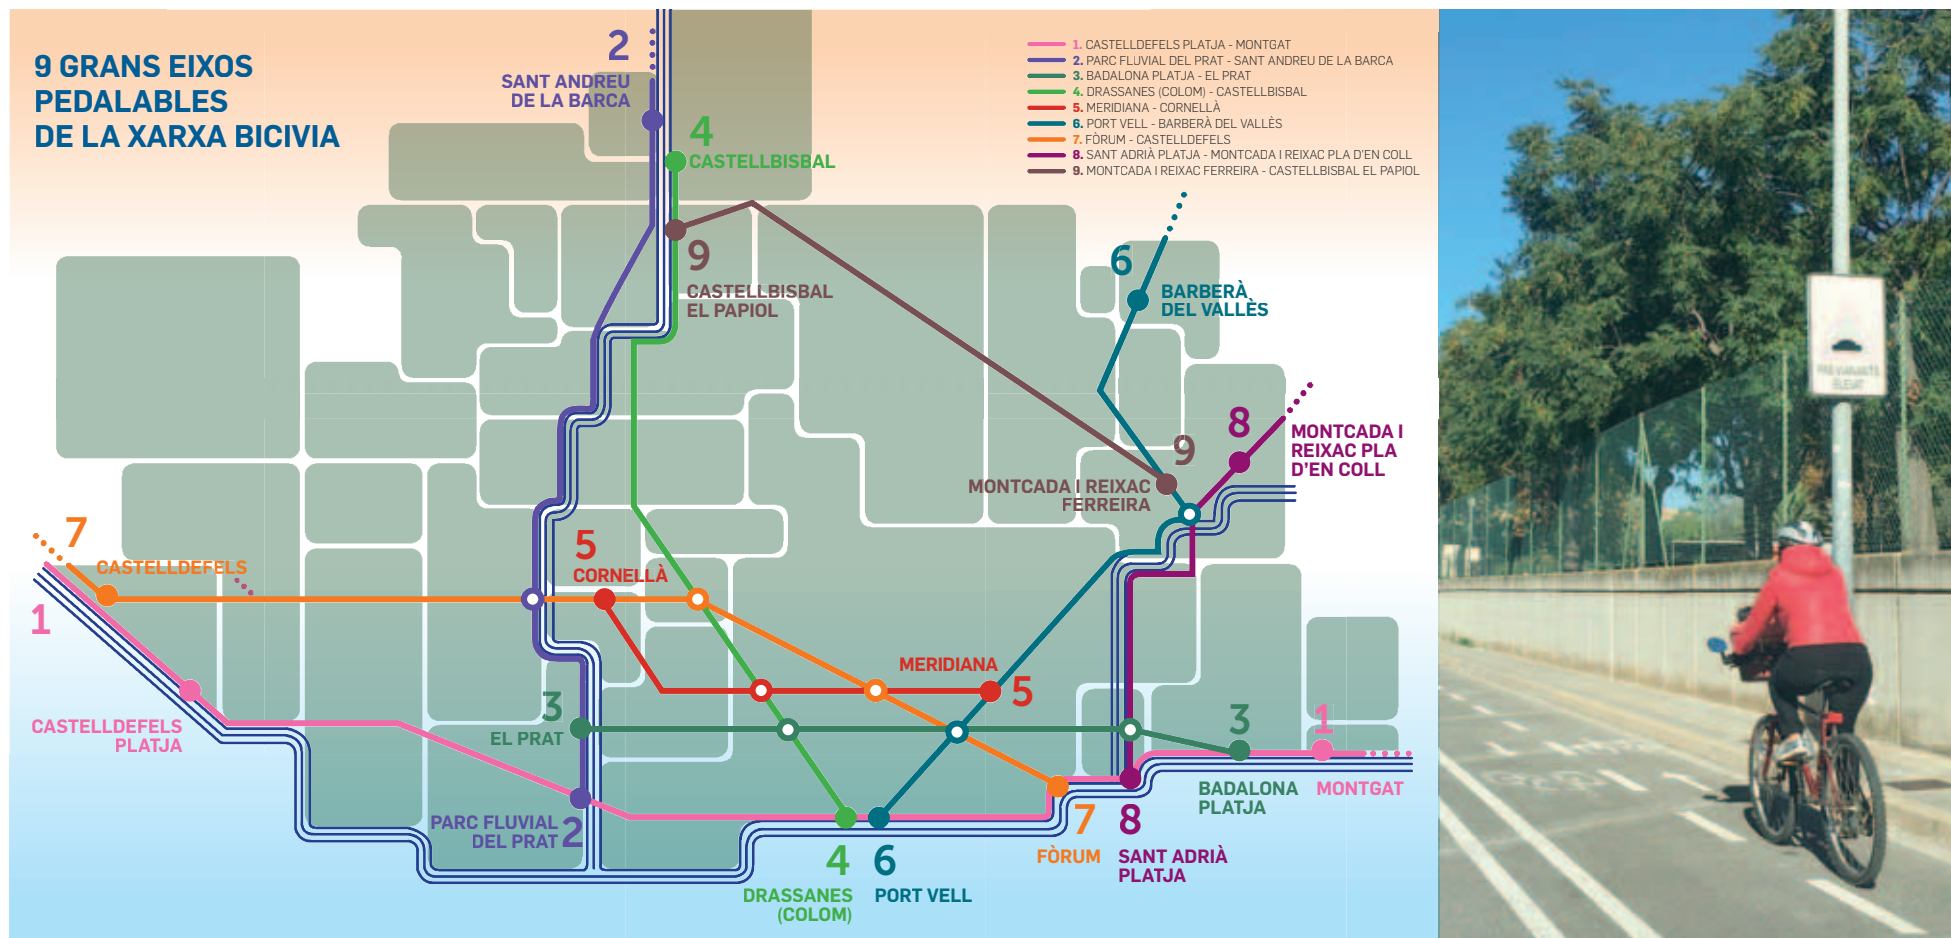 9 GRANS EIXOS
PEDALABLES
DE LA XARXA BICIVIA
1. CASTELLDEFELS PLATJA - MONTGAT
2. PARC FLUVIAL DEL PRAT - SANT ANDREU DE LA BARCA
3. BADALONA PLATJA - EL PRAT
4. DRASSANES (COLOM) - CASTELLBISBAL
5. MERIDIANA - CORNELLÀ
6. PORT VELL - BARBERÀ DEL VALLÈS
7. FÒRUM - CASTELLDEFELS
8. SANT ADRIÀ PLATJA - MONTCADA I REIXAC PLA D'EN COLL
9. MONTCADA I REIXAC FERREIRA - CASTELLBISBAL EL PAPIOL
2
SANT ANDREU
DE LA BARCA
4
CASTELLBISBAL
9
CASTELLBISBAL
EL PAPIOL
6
BARBERÀ
DEL VALLÈS
8
MONTCADA I
REIXAC PLA
D'EN COLL
9
MONTCADA I REIXAC
FERREIRA
7
CASTELLDEFELS
5
CORNELLÀ
1
CASTELLDEFELS
PLATJA
MERIDIANA
5
3
EL PRAT
3
BADALONA
PLATJA
1
MONTGAT
PARC FLUVIAL
DEL PRAT
2
4
DRASSANES
(COLOM)
6
PORT VELL
7
FÒRUM
8
SANT ADRIÀ
PLATJA